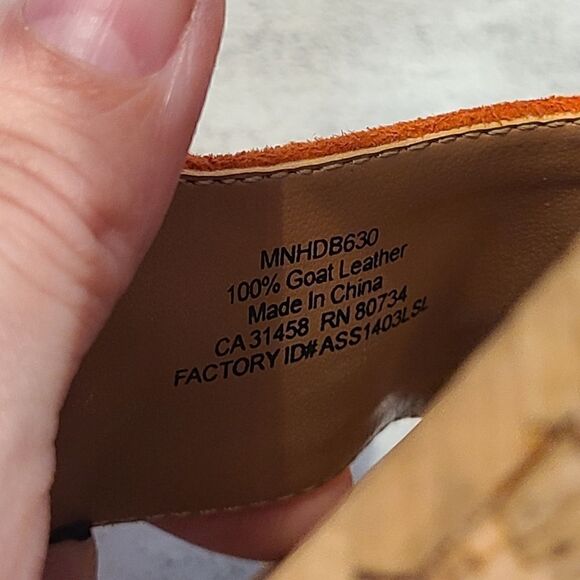 MNHDB630
100% Goat Leather
Made In China
CA 31458 RN 80734
FACTORY ID# ASS1403LSL